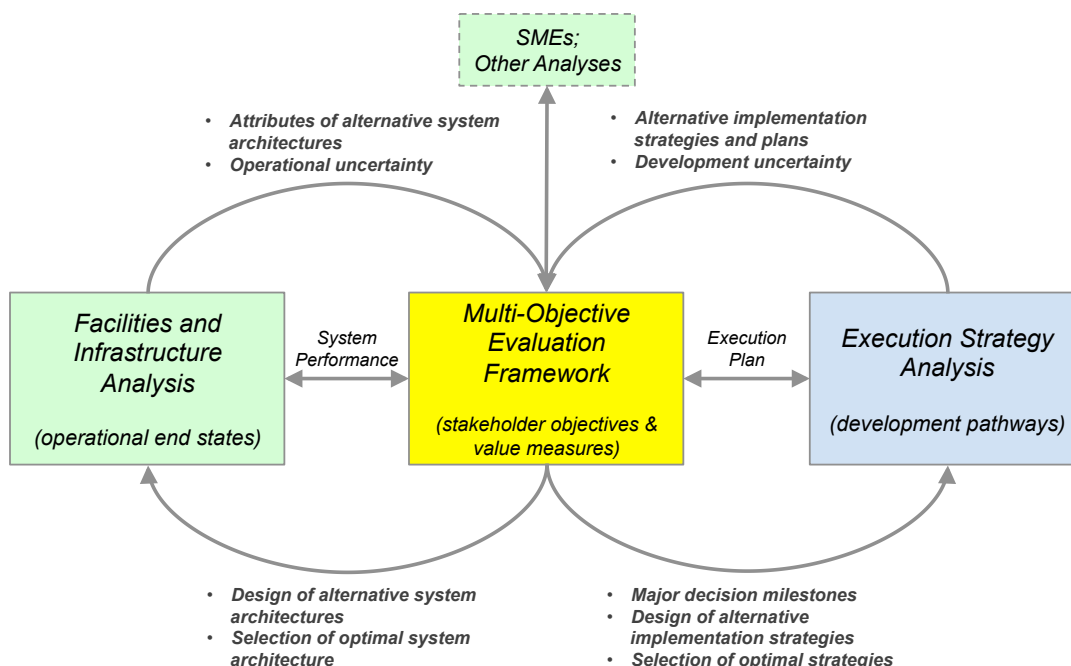 SMEs;
Other Analyses
• Attributes of alternative system
architectures
• Operational uncertainty
• Alternative implementation
strategies and plans
• Development uncertainty
Facilities and
Infrastructure
Analysis
(operational end states)
System
Performance
Multi-Objective
Evaluation
Framework
(stakeholder objectives &
value measures)
Execution
Plan
Execution Strategy
Analysis
(development pathways)
• Design of alternative system
architectures
• Selection of optimal system
architecture
• Major decision milestones
• Design of alternative
implementation strategies
• Selection of optimal strategies